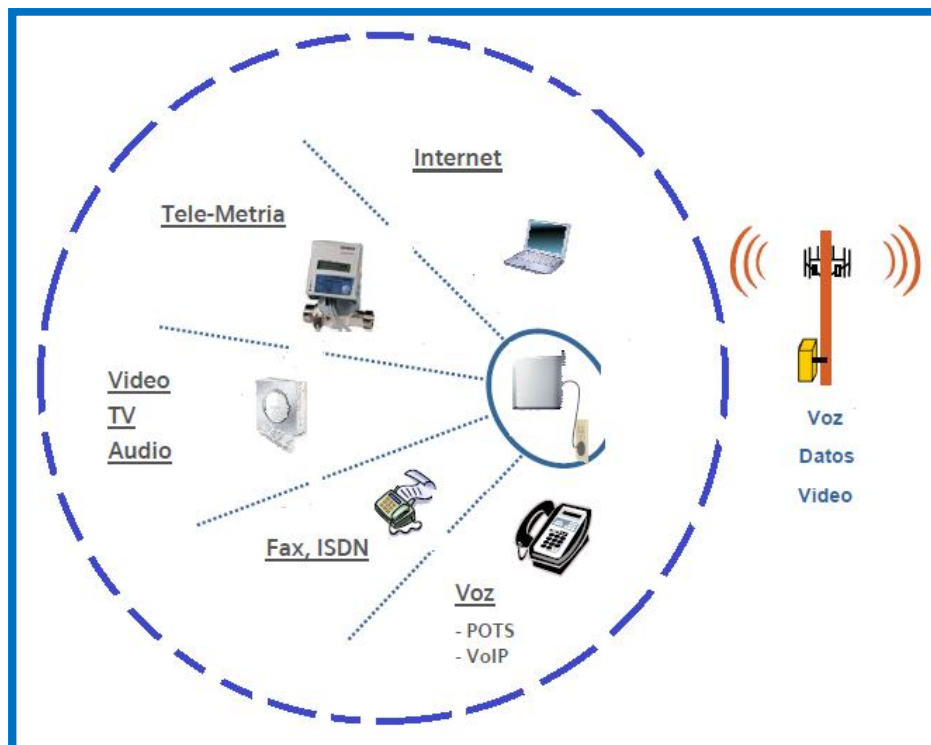 Internet
Tele-Metria
Video
TV
Audio
Fax, ISDN
Voz
- POTS
- VoIP
Voz
Datos
Video